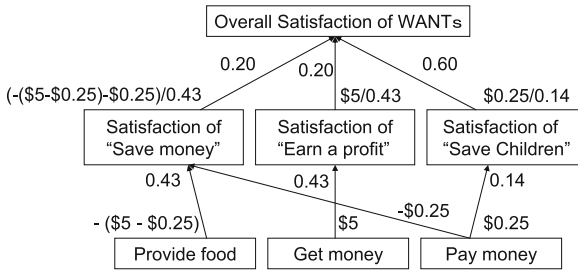 Overall Satisfaction of WANTs
0.20
0.20
0.60
(-($5-$0.25)-$0.25)/0.43
$5/0.43
$0.25/0.14
Satisfaction of
“Save money”
Satisfaction of
“Earn a profit”
Satisfaction of
“Save Children”
0.43
0.43
0.14
- ($5 - $0.25)
$5
-$0.25
$0.25
Provide food
Get money
Pay money